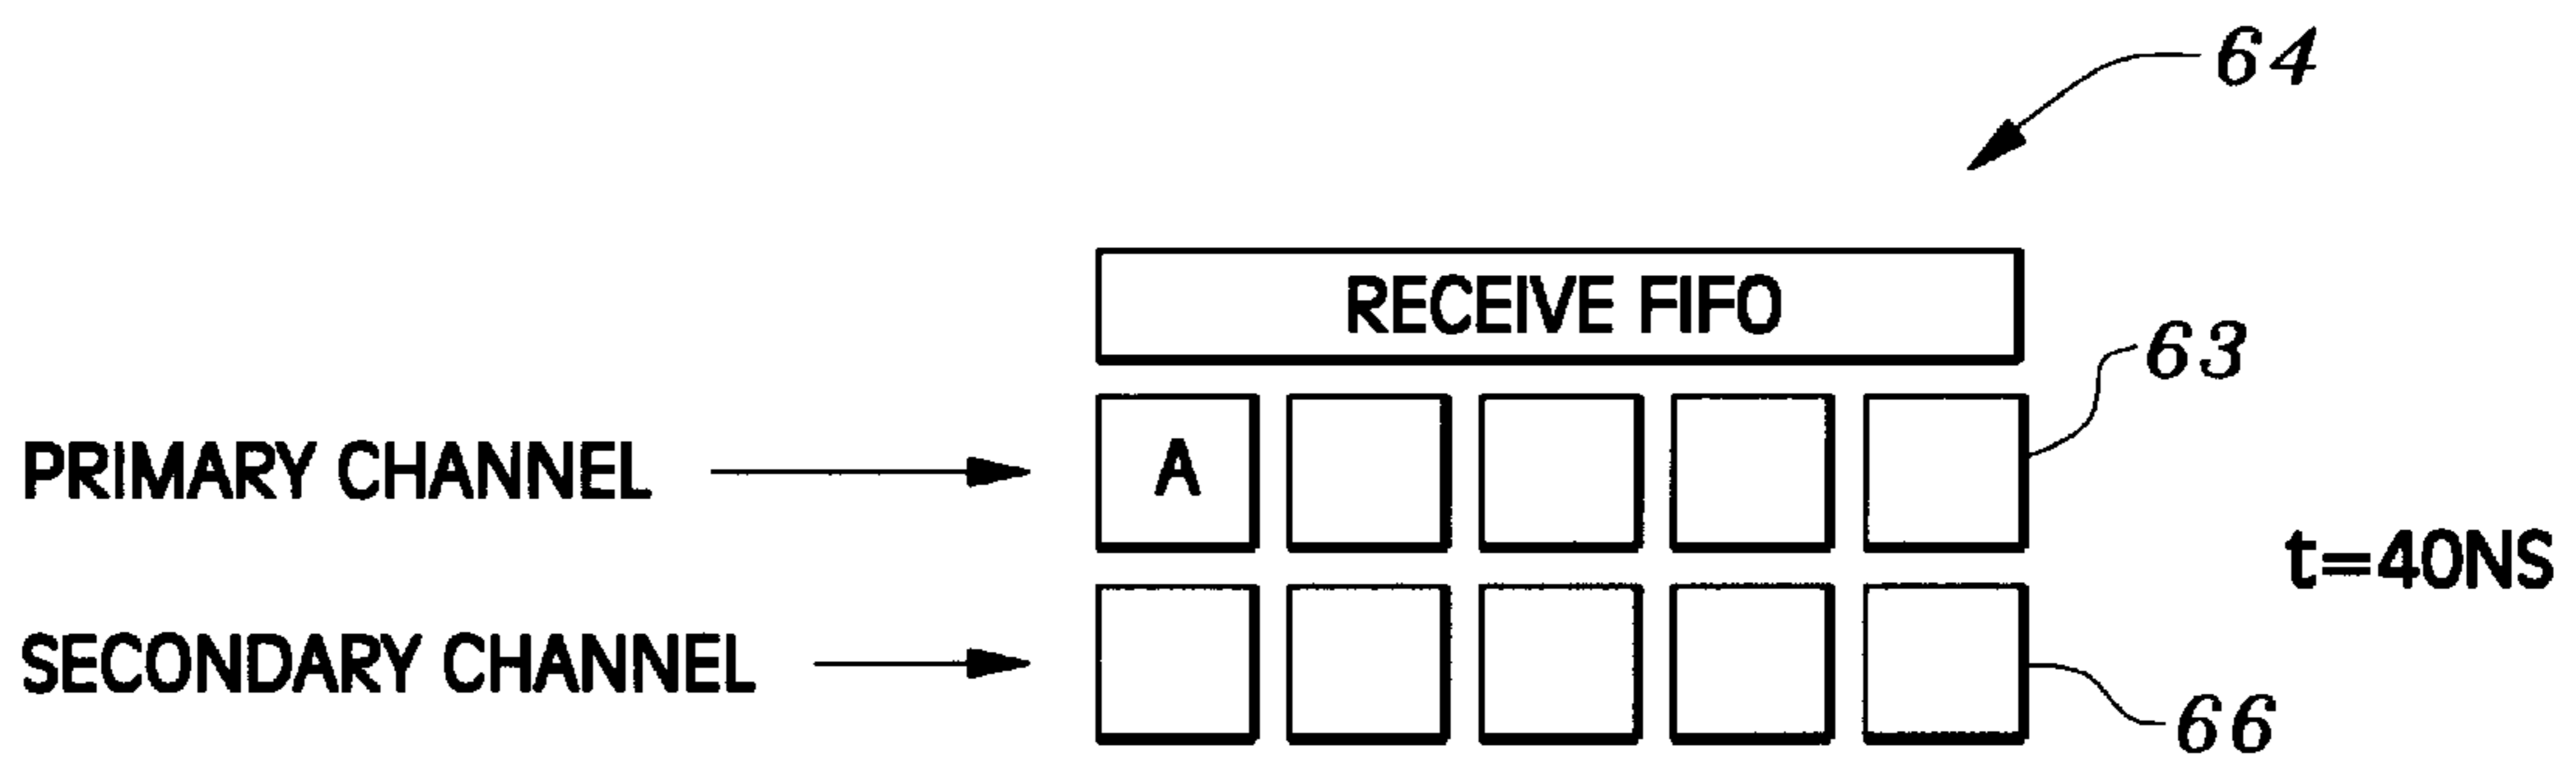 64
RECEIVE FIFO
63
PRIMARY CHANNEL A
t=40NS
SECONDARY CHANNEL
66